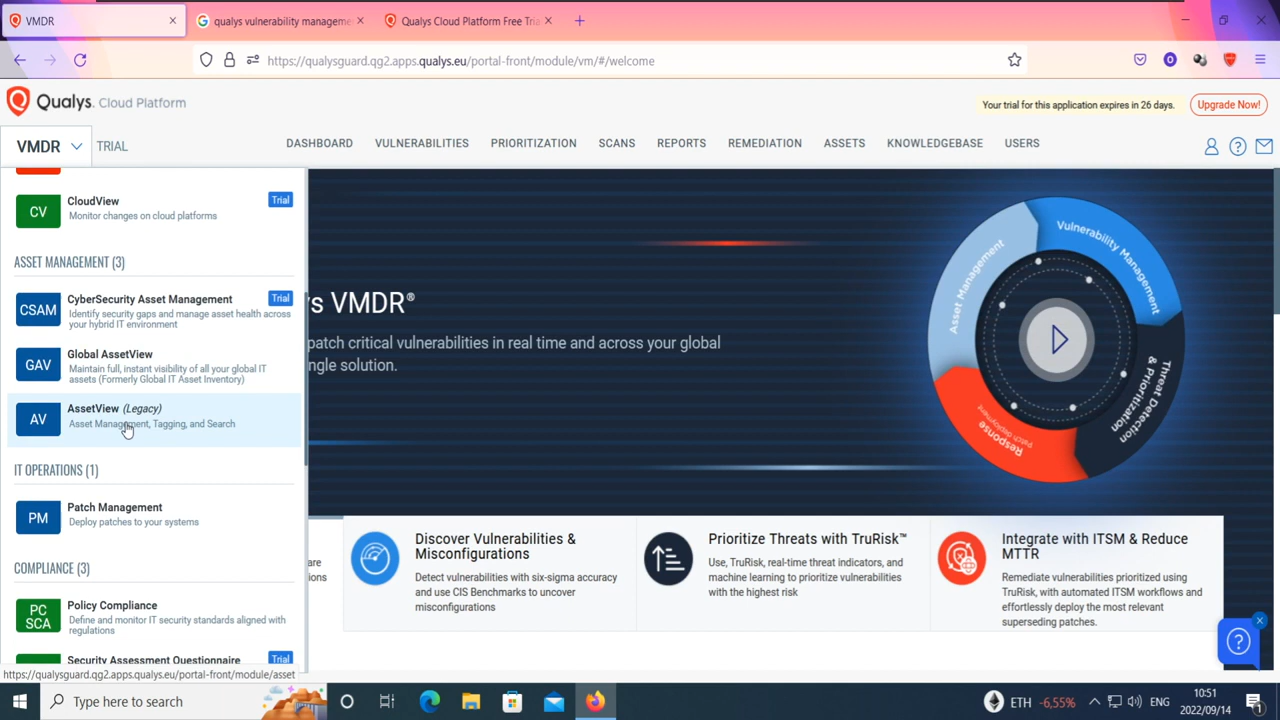 VMDR
qualys vulnerability manageme
Qualys Cloud Platform Free Tria
https://qualysguard.qg2.apps.qualys.eu/portal-front/module/vm/#/welcome
Qualys. Cloud Platform
Your trial for this application expires in 26 days.
Upgrade Now!
VMDR
TRIAL
DASHBOARD
VULNERABILITIES
PRIORITIZATION
SCANS
REPORTS
REMEDIATION
ASSETS
KNOWLEDGEBASE
USERS
CV
CloudView
Trial
Monitor changes on cloud platforms
ASSET MANAGEMENT (3)
CSAM
CyberSecurity Asset Management
Trial
Identify security gaps and manage asset health across
your hybrid IT environment
GAV
Global AssetView
Maintain full, instant visibility of all your global IT
assets (Formerly Global IT Asset Inventory)
AV
AssetView (Legacy)
Asset Management, Tagging, and Search
IT OPERATIONS (1)
PM
Patch Management
Deploy patches to your systems
COMPLIANCE (3)
PC
SCA
Policy Compliance
Define and monitor IT security standards aligned with
regulations
Security Assessment Questionnaire
Trial
https://qualysguard.qg2.apps.qualys.eu/portal-front/module/asset
s VMDR®
patch critical vulnerabilities in real time and across your global
ngle solution.
Asset Management
Vulnerability Management
Threat Detection
& Prioritization
Response
Patch deployment
are
ions
Discover Vulnerabilities &
Misconfigurations
Detect vulnerabilities with six-sigma accuracy
and use CIS Benchmarks to uncover
misconfigurations
Prioritize Threats with TruRisk™
Use, TruRisk, real-time threat indicators, and
machine learning to prioritize vulnerabilities
with the highest risk
Integrate with ITSM & Reduce
MTTR
Remediate vulnerabilities prioritized using
TruRisk, with automated ITSM workflows and
effortlessly deploy the most relevant
superseding patches.
Type here to search
ETH -6,55%
ENG
10:51
2022/09/14
1